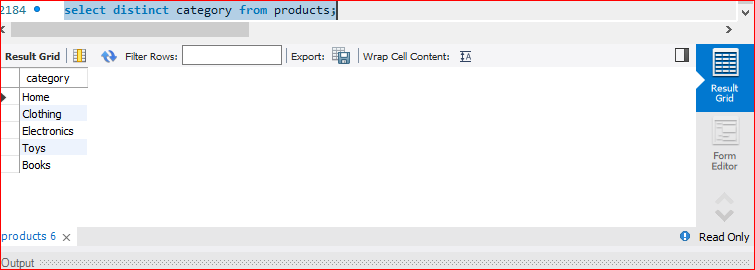 2184 select distinct category from products;
Result Grid Filter Rows: Export: Wrap Cell Content:
category
Home
Clothing
Electronics
Toys
Books
Result
Grid
Form
Editor
products 6
Read Only
Output